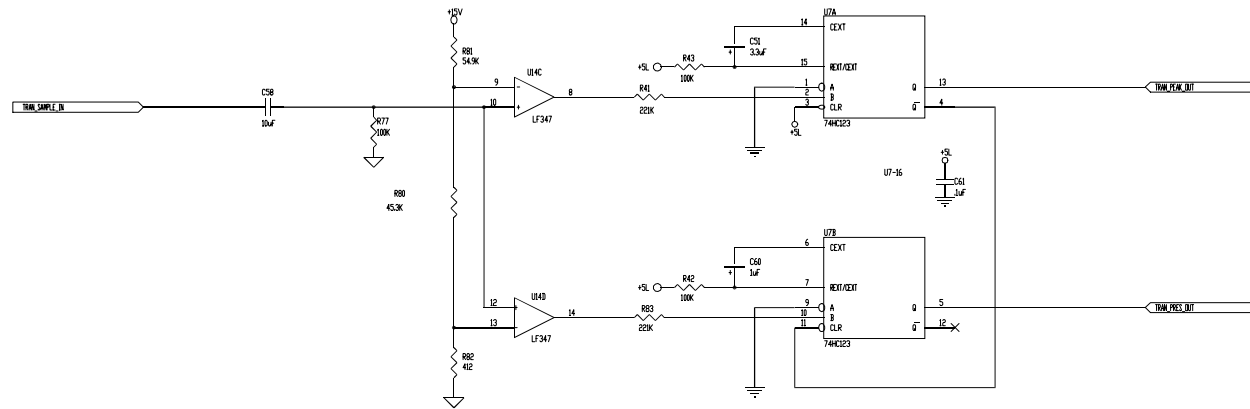 +15V
R81
54.9K
U14C
9
-
10
+
8
LF347
TRAN_SAMPLE_IN
C58
10uF
R77
100K
R80
45.3K
R41
221K
+5L
R43
100K
C51
3.3uF
+
U7A
14
CEXT
15
REXT/CEXT
1
A
2
B
3
CLR
+5L
74HC123
Q
13
Q
4
TRAN_PEAK_OUT
U7-16
+5L
C61
.1uF
U14D
12
+
13
-
14
LF347
R82
412
R83
221K
+5L
R42
100K
C60
1uF
+
U7B
6
CEXT
7
REXT/CEXT
9
A
10
B
11
CLR
74HC123
Q
5
Q
12
TRAN_PRES_OUT